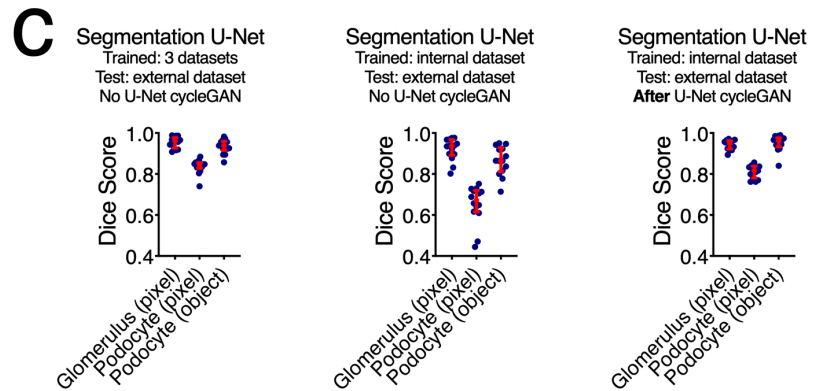 C
Segmentation U-Net
Trained: 3 datasets
Test: external dataset
No U-Net cycleGAN
Dice Score
1.0
0.8
0.6
0.4
Glomerulus (pixel)
Podocyte (pixel)
Podocyte (object)
Segmentation U-Net
Trained: internal dataset
Test: external dataset
No U-Net cycleGAN
Dice Score
1.0
0.8
0.6
0.4
Glomerulus (pixel)
Podocyte (pixel)
Podocyte (object)
Segmentation U-Net
Trained: internal dataset
Test: external dataset
After U-Net cycleGAN
Dice Score
1.0
0.8
0.6
0.4
Glomerulus (pixel)
Podocyte (pixel)
Podocyte (object)